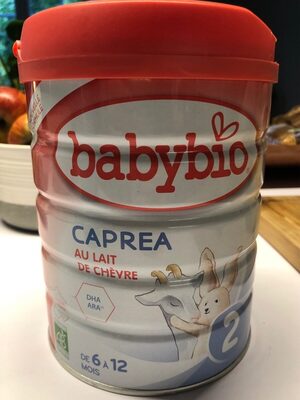 babybio
CAPREA
AU LAIT
DE CHÈVRE
DHA
ARA
2
DE 6 À 12
MOIS